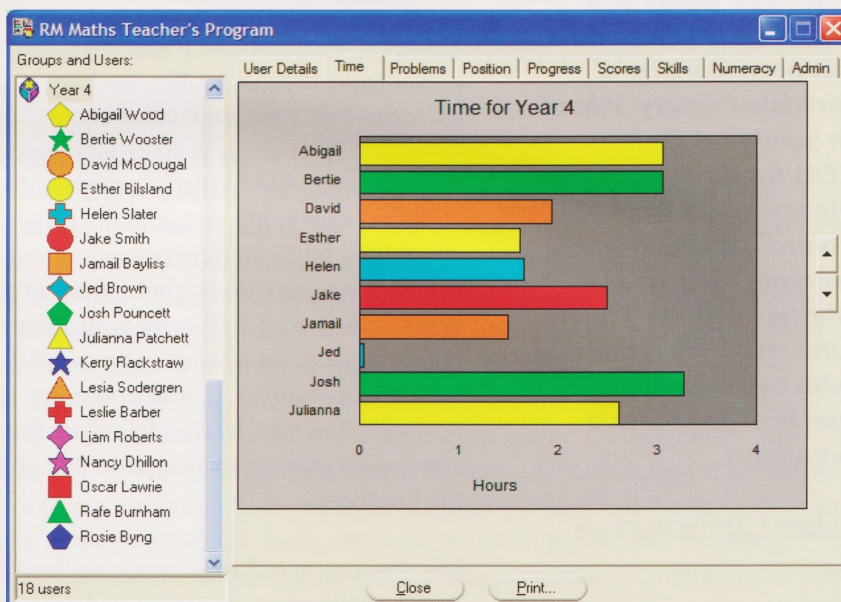 RM Maths Teacher's Program
Groups and Users:
Year 4
Abigail Wood
Bertie Wooster
David McDougal
Esther Bilsland
Helen Slater
Jake Smith
Jamail Bayliss
Jed Brown
Josh Pouncett
Julianna Patchett
Kerry Rackstraw
Lesia Sodergren
Leslie Barber
Liam Roberts
Nancy Dhillon
Oscar Lawrie
Rafe Burnham
Rosie Byng
18 users
User Details Time Problems Position Progress Scores Skills Numeracy Admin
Time for Year 4
Abigail
Bertie
David
Esther
Helen
Jake
Jamail
Jed
Josh
Julianna
0 1 2 3 4
Hours
Close Print...